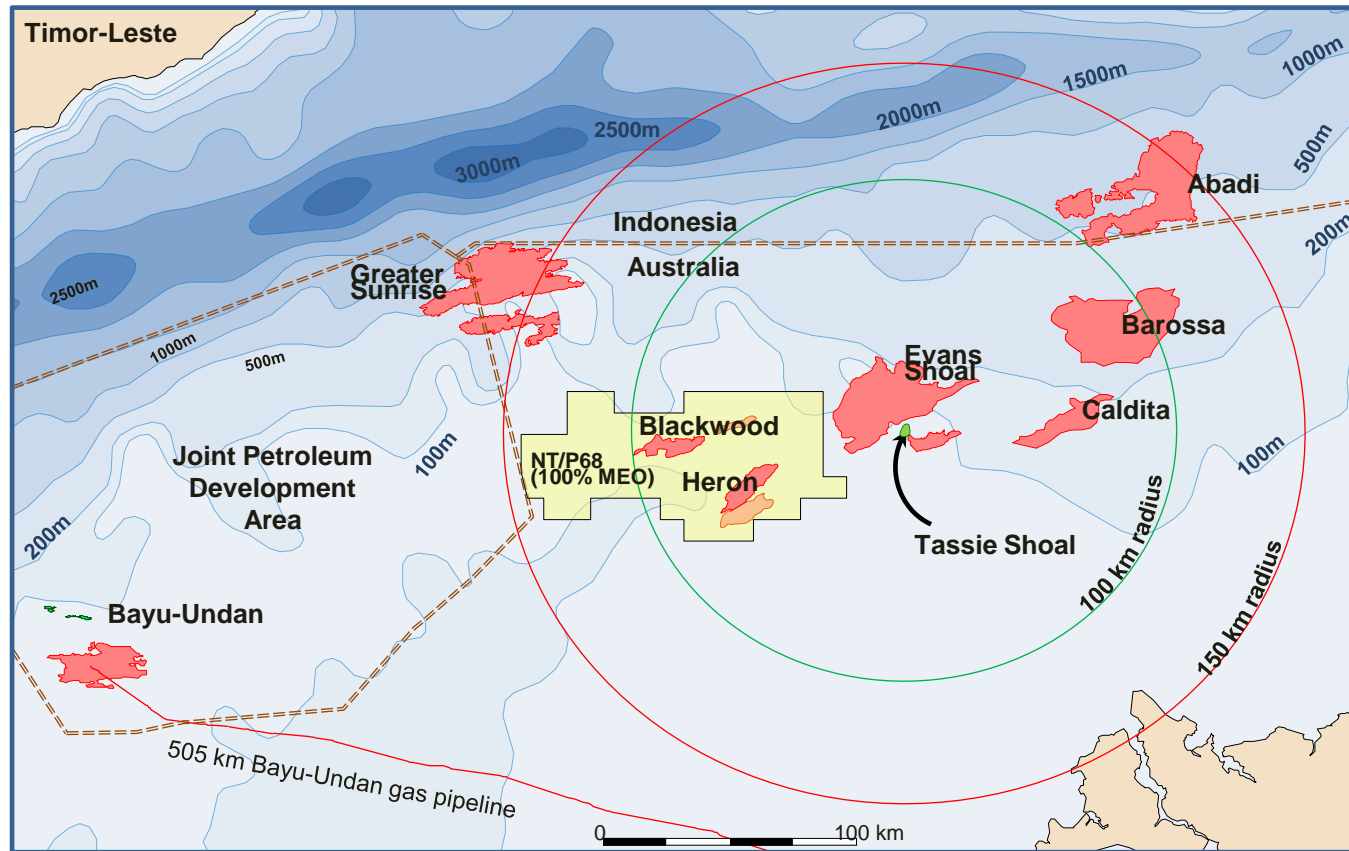 Timor-Leste
1000m
1500m
2000m
2500m
3000m
500m
Abadi
200m
Indonesia
Australia
Greater
Sunrise
2500m
1000m
500m
Barossa
Evans
Shoal
Caldita
Blackwood
NT/P68
(100% MEO)
Heron
100m
100m
Joint Petroleum
Development
Area
200m
Tassie Shoal
100 km radius
150 km radius
Bayu-Undan
505 km Bayu-Undan gas pipeline
0 100 km